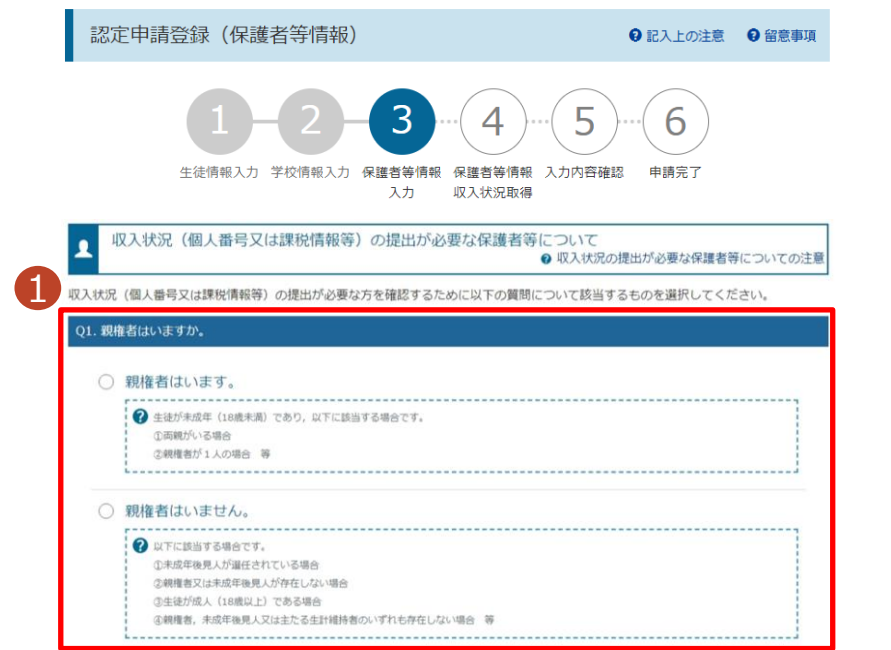 認定申請登録（保護者等情報）
? 記入上の注意 ? 留意事項
1 2 3 4 5 6
生徒情報入力 学校情報入力 保護者等情報 保護者等情報 入力内容確認 申請完了
入力 収入状況取得
収入状況（個人番号又は課税情報等）の提出が必要な保護者等について
? 収入状況の提出が必要な保護者等についての注意
1
収入状況（個人番号又は課税情報等）の提出が必要な方を確認するために以下の質問について該当するものを選択してください。
Q1. 親権者はいますか。
親権者はいます。
? 生徒が未成年（18歳未満）であり，以下に該当する場合です。
①両親がいる場合
②親権者が１人の場合　等
親権者はいません。
? 以下に該当する場合です。
①未成年後見人が選任されている場合
②親権者又は未成年後見人が存在しない場合
③生徒が成人（18歳以上）である場合
④親権者，未成年後見人又は主たる生計維持者のいずれも存在しない場合　等